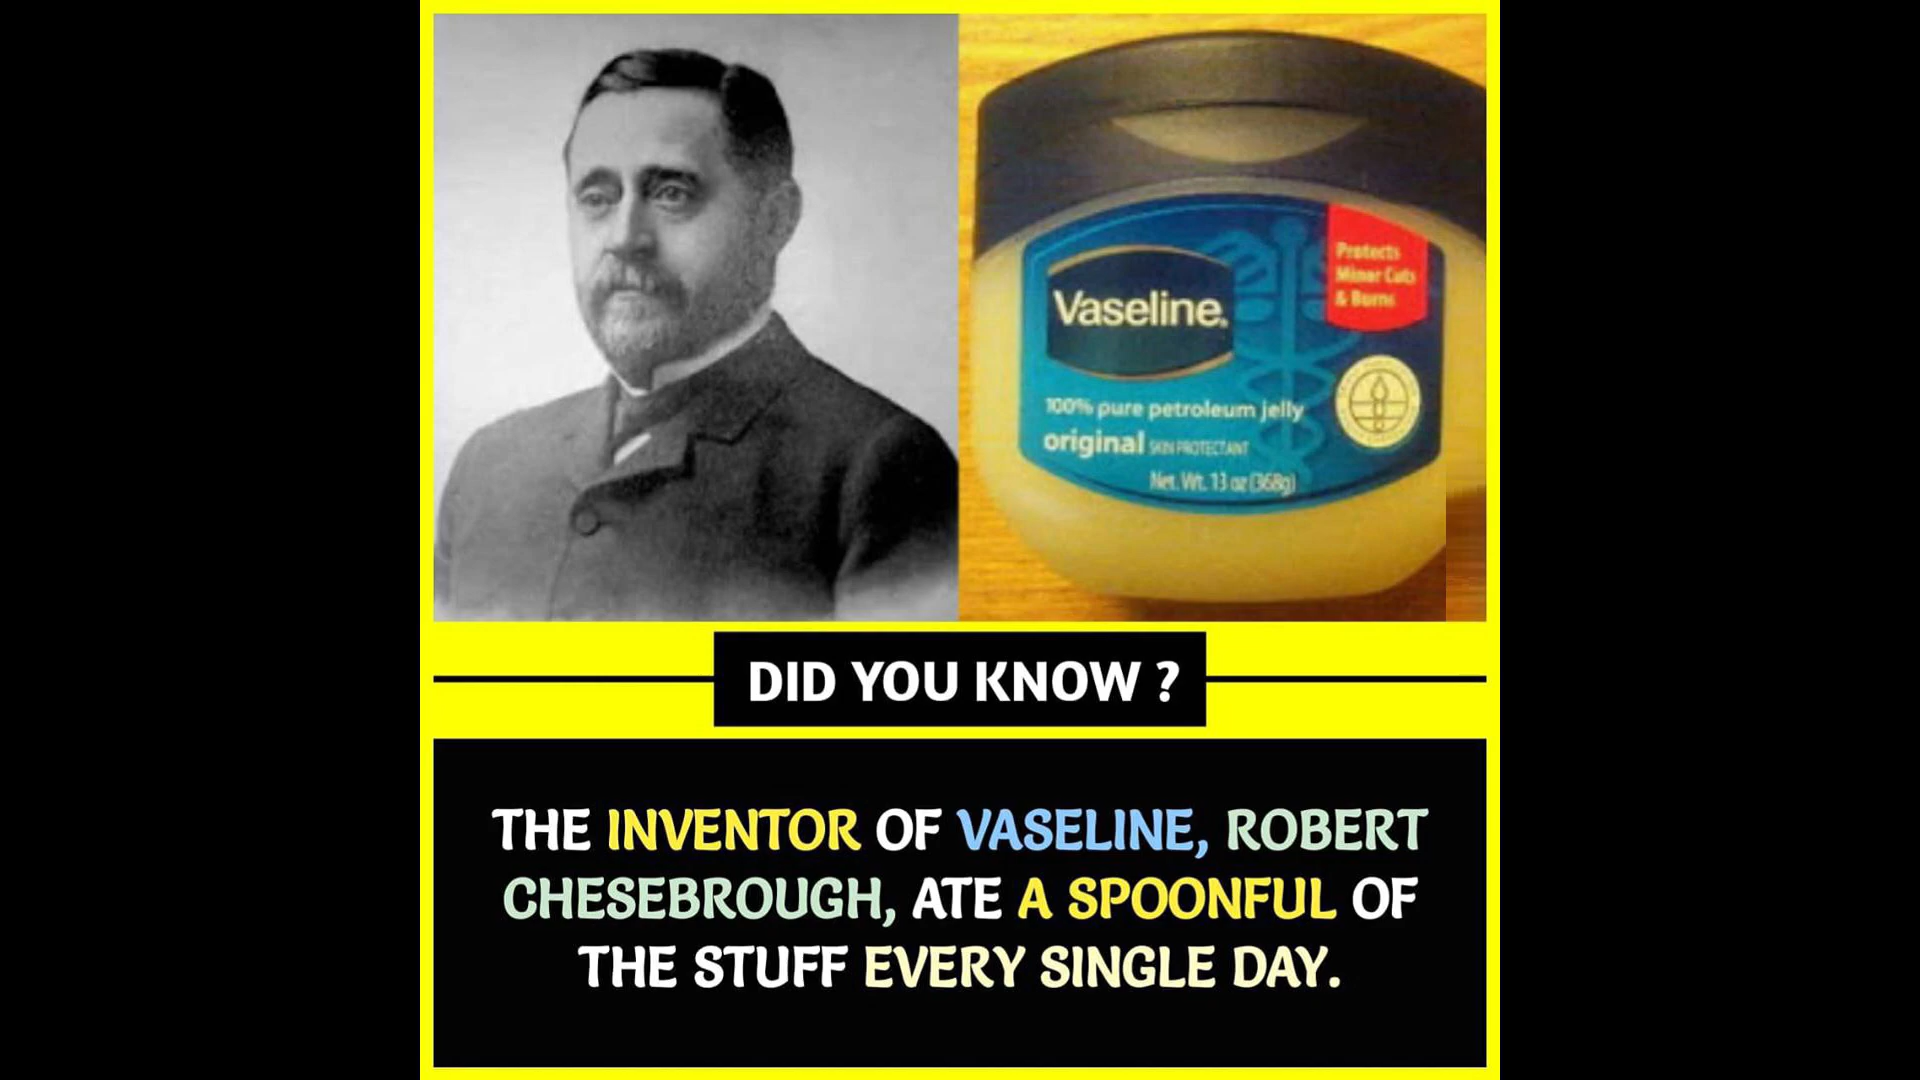 Protects
Minor Cuts
& Burns
Vaseline.
100% pure petroleum jelly
original SKIN PROTECTANT
Net. Wt. 13 oz (368g)
DID YOU KNOW ?
THE INVENTOR OF VASELINE, ROBERT
CHESEBROUGH, ATE A SPOONFUL OF
THE STUFF EVERY SINGLE DAY.